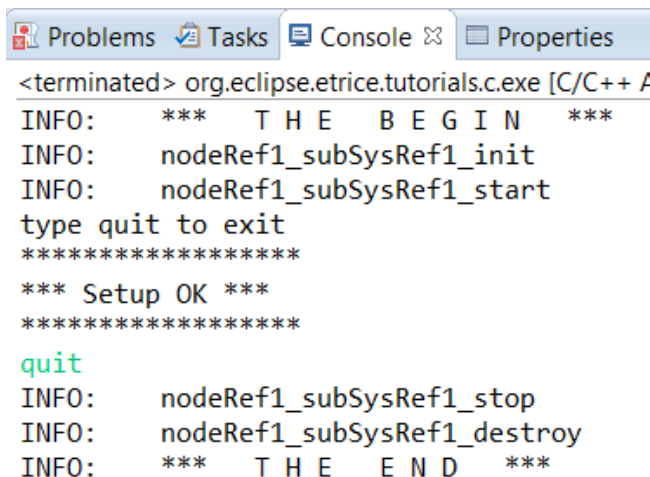 Problems Tasks Console Properties
<terminated> org.eclipse.etrice.tutorials.c.exe [C/C++ A
INFO: *** T H E B E G I N ***
INFO: nodeRef1_subSysRef1_init
INFO: nodeRef1_subSysRef1_start
type quit to exit
******************
*** Setup OK ***
******************
quit
INFO: nodeRef1_subSysRef1_stop
INFO: nodeRef1_subSysRef1_destroy
INFO: *** T H E E N D ***